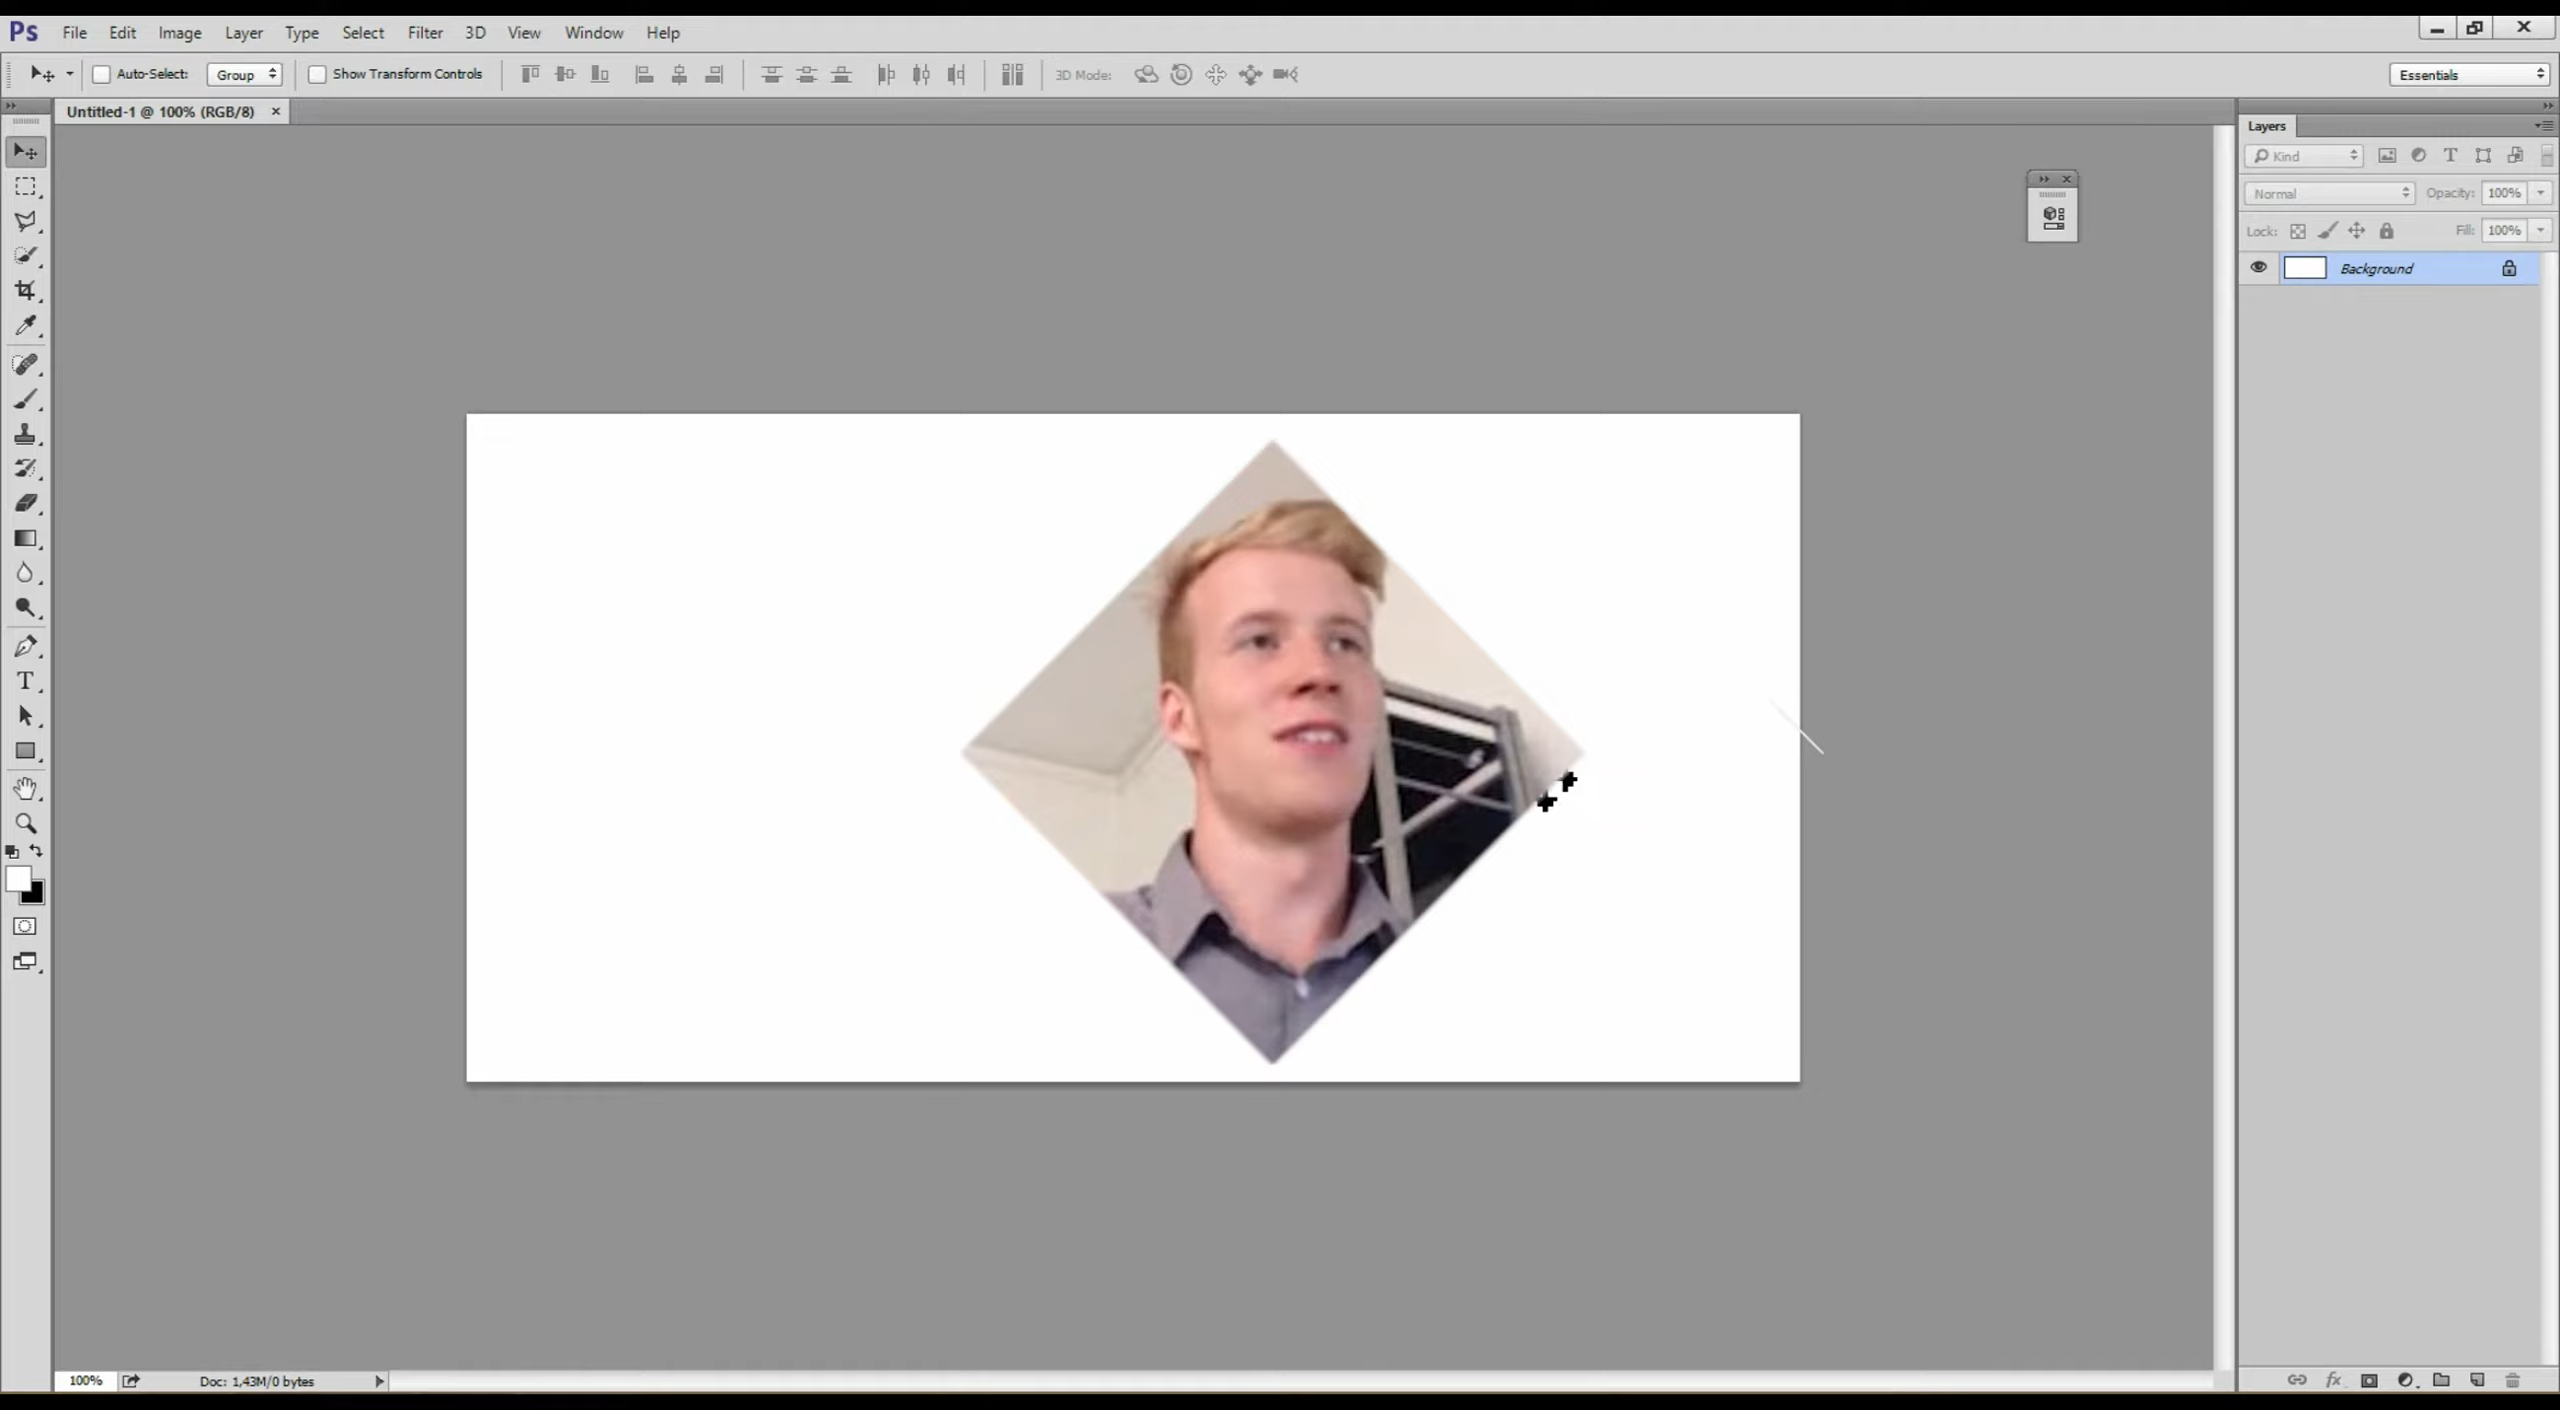 Ps File Edit Image Layer Type Select Filter 3D View Window Help
Auto-Select: Group Show Transform Controls 3D Mode: Essentials
Untitled-1 @ 100% (RGB/8) ×
Layers
Kind
Normal Opacity: 100%
Lock: Fill: 100%
Background
100% Doc: 1,43M/0 bytes